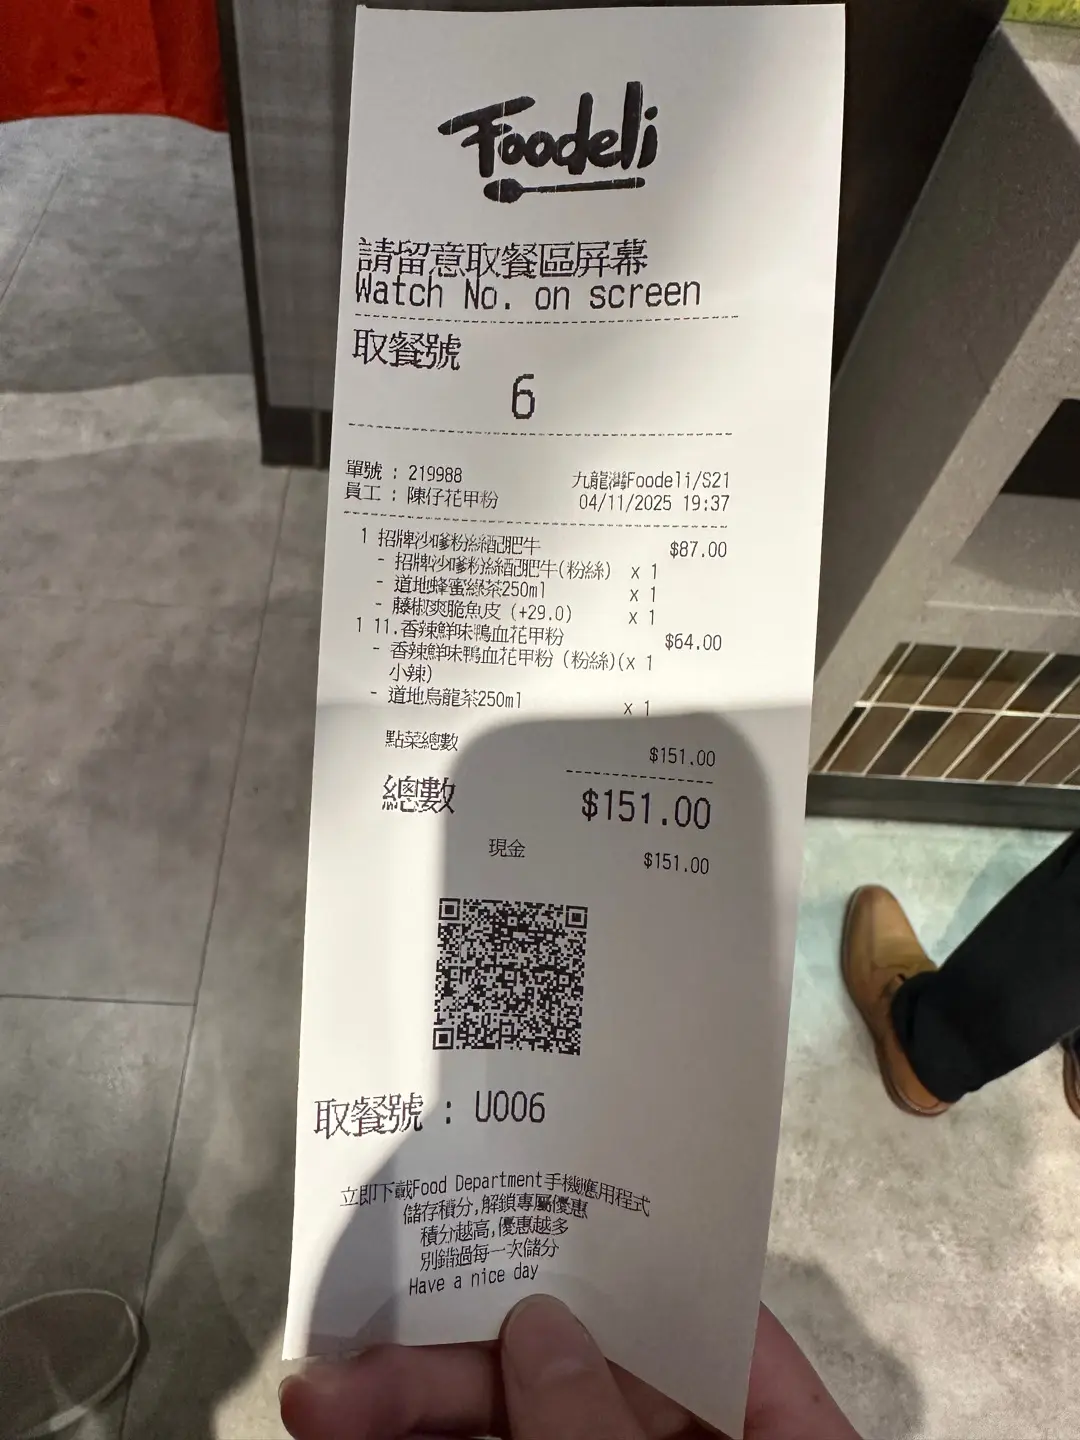 Foodeli
請留意取餐區屏幕
Watch No. on screen
取餐號
6
單號 : 219988 九龍灣Foodeli/S21
員工 : 陳仔花甲粉 04/11/2025 19:37
1 招牌沙嗲粉絲配肥牛 $87.00
- 招牌沙嗲粉絲配肥牛(粉絲) x 1
- 道地蜂蜜綠茶250ml x 1
- 藤椒爽脆魚皮 (+29.0) x 1
1 11.香辣鮮味鴨血花甲粉 $64.00
- 香辣鮮味鴨血花甲粉 (粉絲)(x 1
小辣)
- 道地烏龍茶250ml x 1
點菜總數 $151.00
總數 $151.00
現金 $151.00
取餐號 : U006
立即下載Food Department手機應用程式
儲存積分,解鎖專屬優惠
積分越高,優惠越多
別錯過每一次儲分
Have a nice day